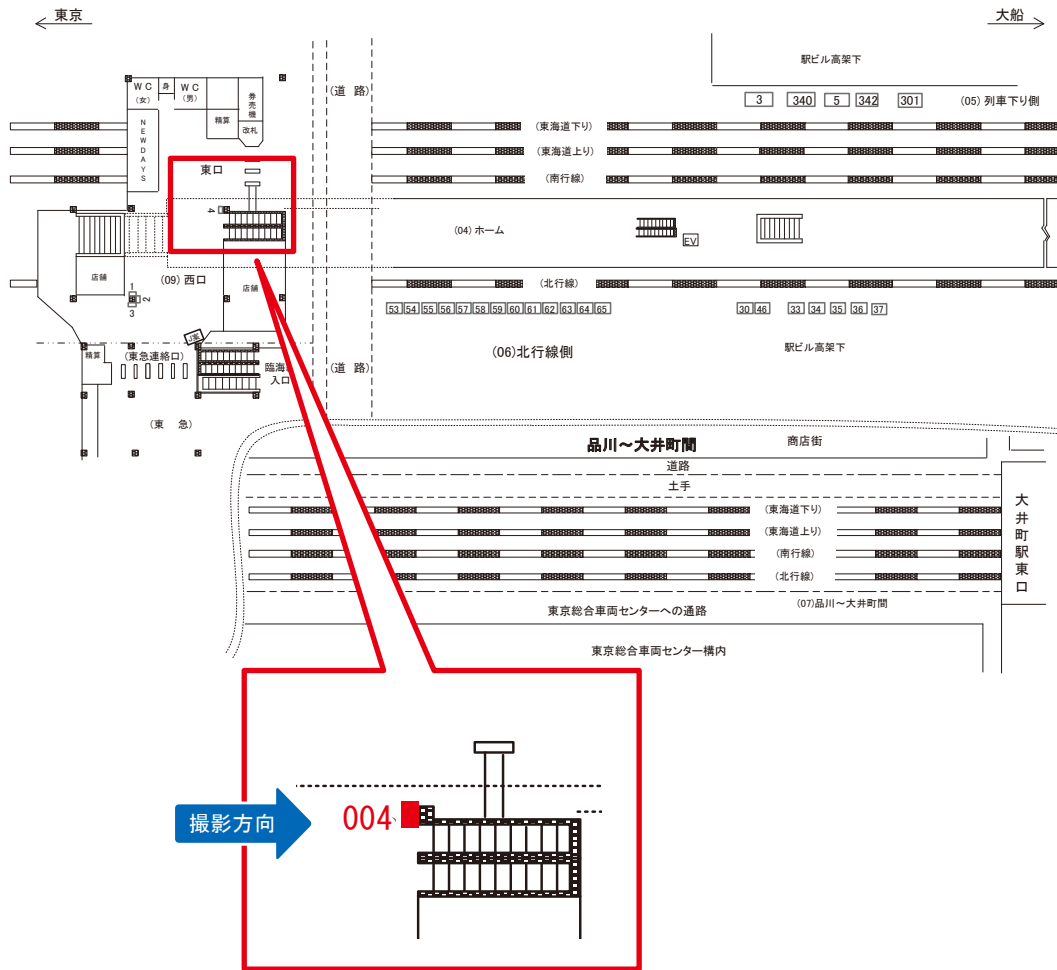 東京
大船
駅ビル高架下
WC
(女)
身
WC
(男)
券売機
精算
改札
(道 路)
3
340
5
342
301
(05) 列車下り側
NEWDAYS
(東海道下り)
(東海道上り)
東口
(南行線)
4
(04) ホーム
EV
店舗
(09) 西口
店舗
(北行線)
1
2
3
53 54 55 56 57 58 59 60 61 62 63 64 65
30 46 33 34 35 36 37
精算
(東急連絡口)
臨海
入口
(道 路)
(06)北行線側
駅ビル高架下
(東 急)
品川～大井町間
商店街
道路
土手
(東海道下り)
(東海道上り)
(南行線)
(北行線)
大井町駅東口
(07)品川～大井町間
東京総合車両センターへの通路
東京総合車両センター構内
撮影方向
004